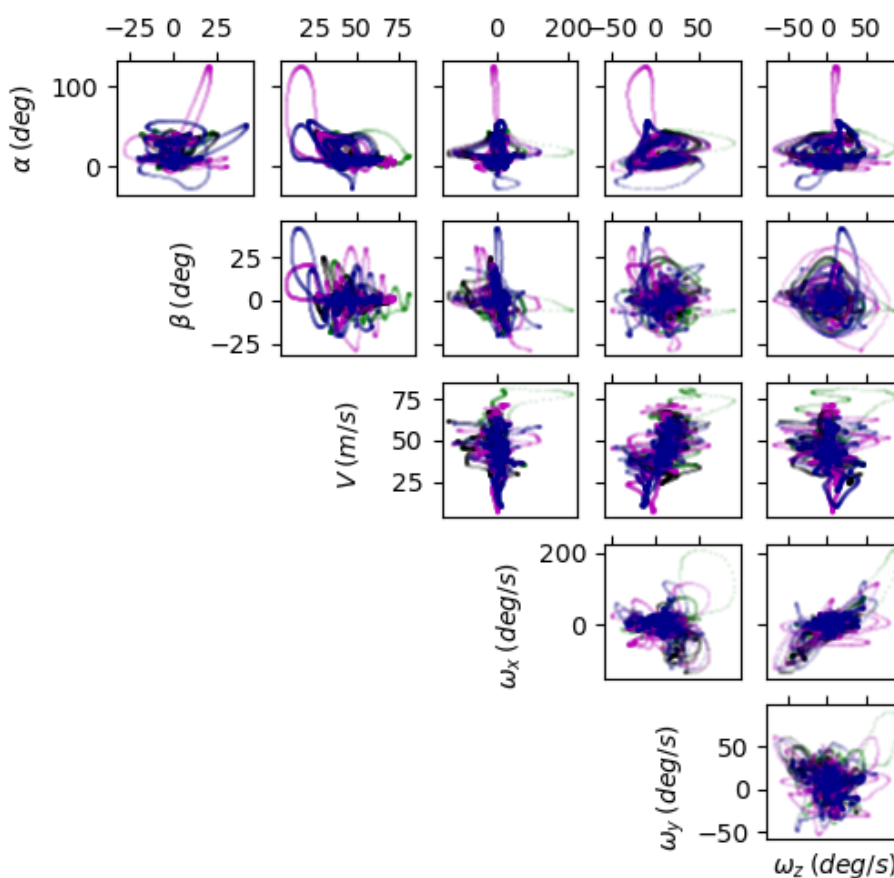 −25 0 25
25 50 75
0 200
−50 0 50
−50 0 50
α (deg)
100
0
β (deg)
25
0
−25
V (m/s)
75
50
25
ω_x (deg/s)
200
0
ω_y (deg/s)
50
0
−50
ω_z (deg/s)